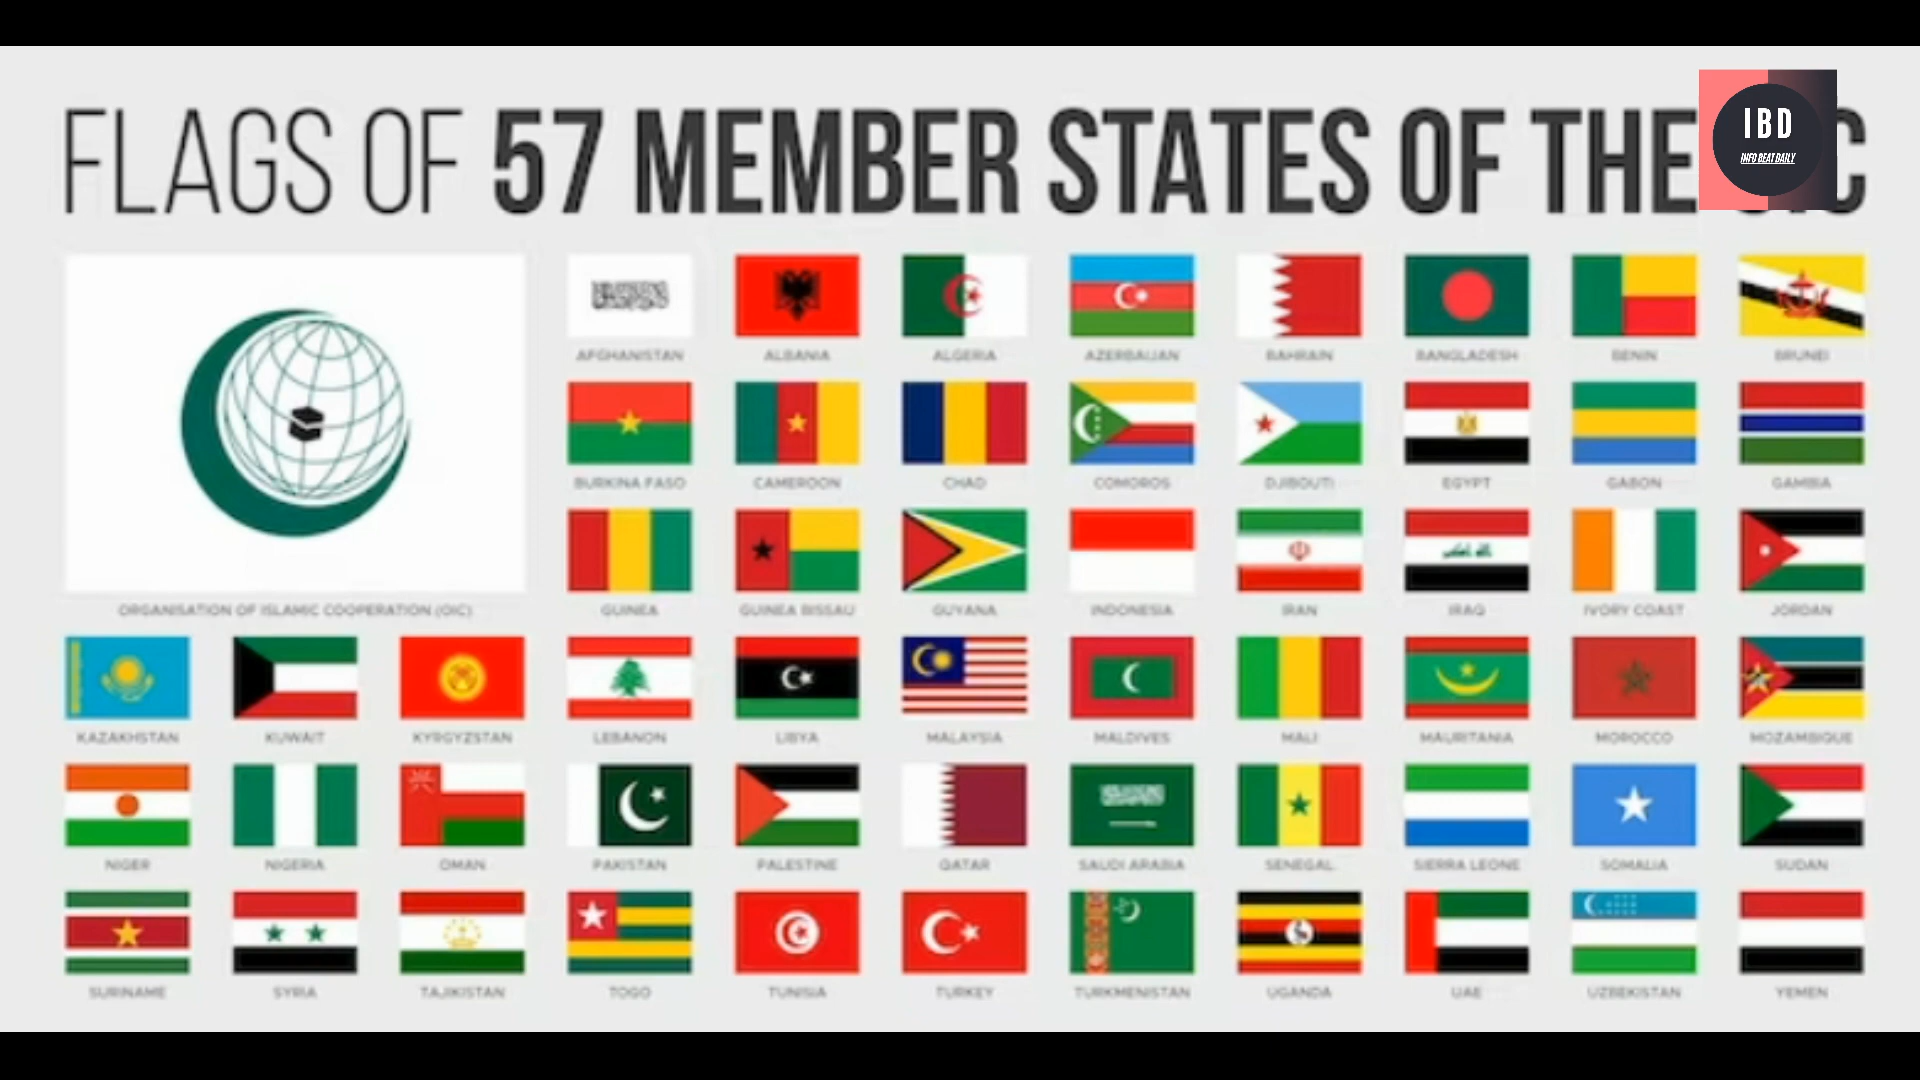 FLAGS OF 57 MEMBER STATES OF THE
IBD
INFO BEAT DAILY
AFGHANISTAN ALBANIA ALGERIA AZERBAIJAN BAHRAIN BANGLADESH BENIN BRUNEI
BURKINA FASO CAMEROON CHAD COMOROS DJIBOUTI EGYPT GABON GAMBIA
GUINEA GUINEA BISSAU GUYANA INDONESIA IRAN IRAQ IVORY COAST JORDAN
ORGANISATION OF ISLAMIC COOPERATION (OIC)
KAZAKHSTAN KUWAIT KYRGYZSTAN LEBANON LIBYA MALAYSIA MALDIVES MALI MAURITANIA MOROCCO MOZAMBIQUE
NIGER NIGERIA OMAN PAKISTAN PALESTINE QATAR SAUDI ARABIA SENEGAL SIERRA LEONE SOMALIA SUDAN
SURINAME SYRIA TAJIKISTAN TOGO TUNISIA TURKEY TURKMENISTAN UGANDA UAE UZBEKISTAN YEMEN